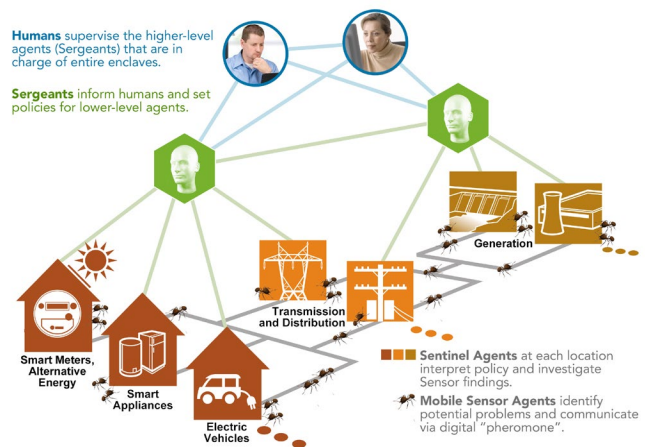 Humans supervise the higher-level
agents (Sergeants) that are in
charge of entire enclaves.
Sergeants inform humans and set
policies for lower-level agents.
Generation
Transmission
and Distribution
Smart Meters,
Alternative
Energy
Smart
Appliances
Electric
Vehicles
Sentinel Agents at each location
interpret policy and investigate
Sensor findings.
Mobile Sensor Agents identify
potential problems and communicate
via digital “pheromone”.